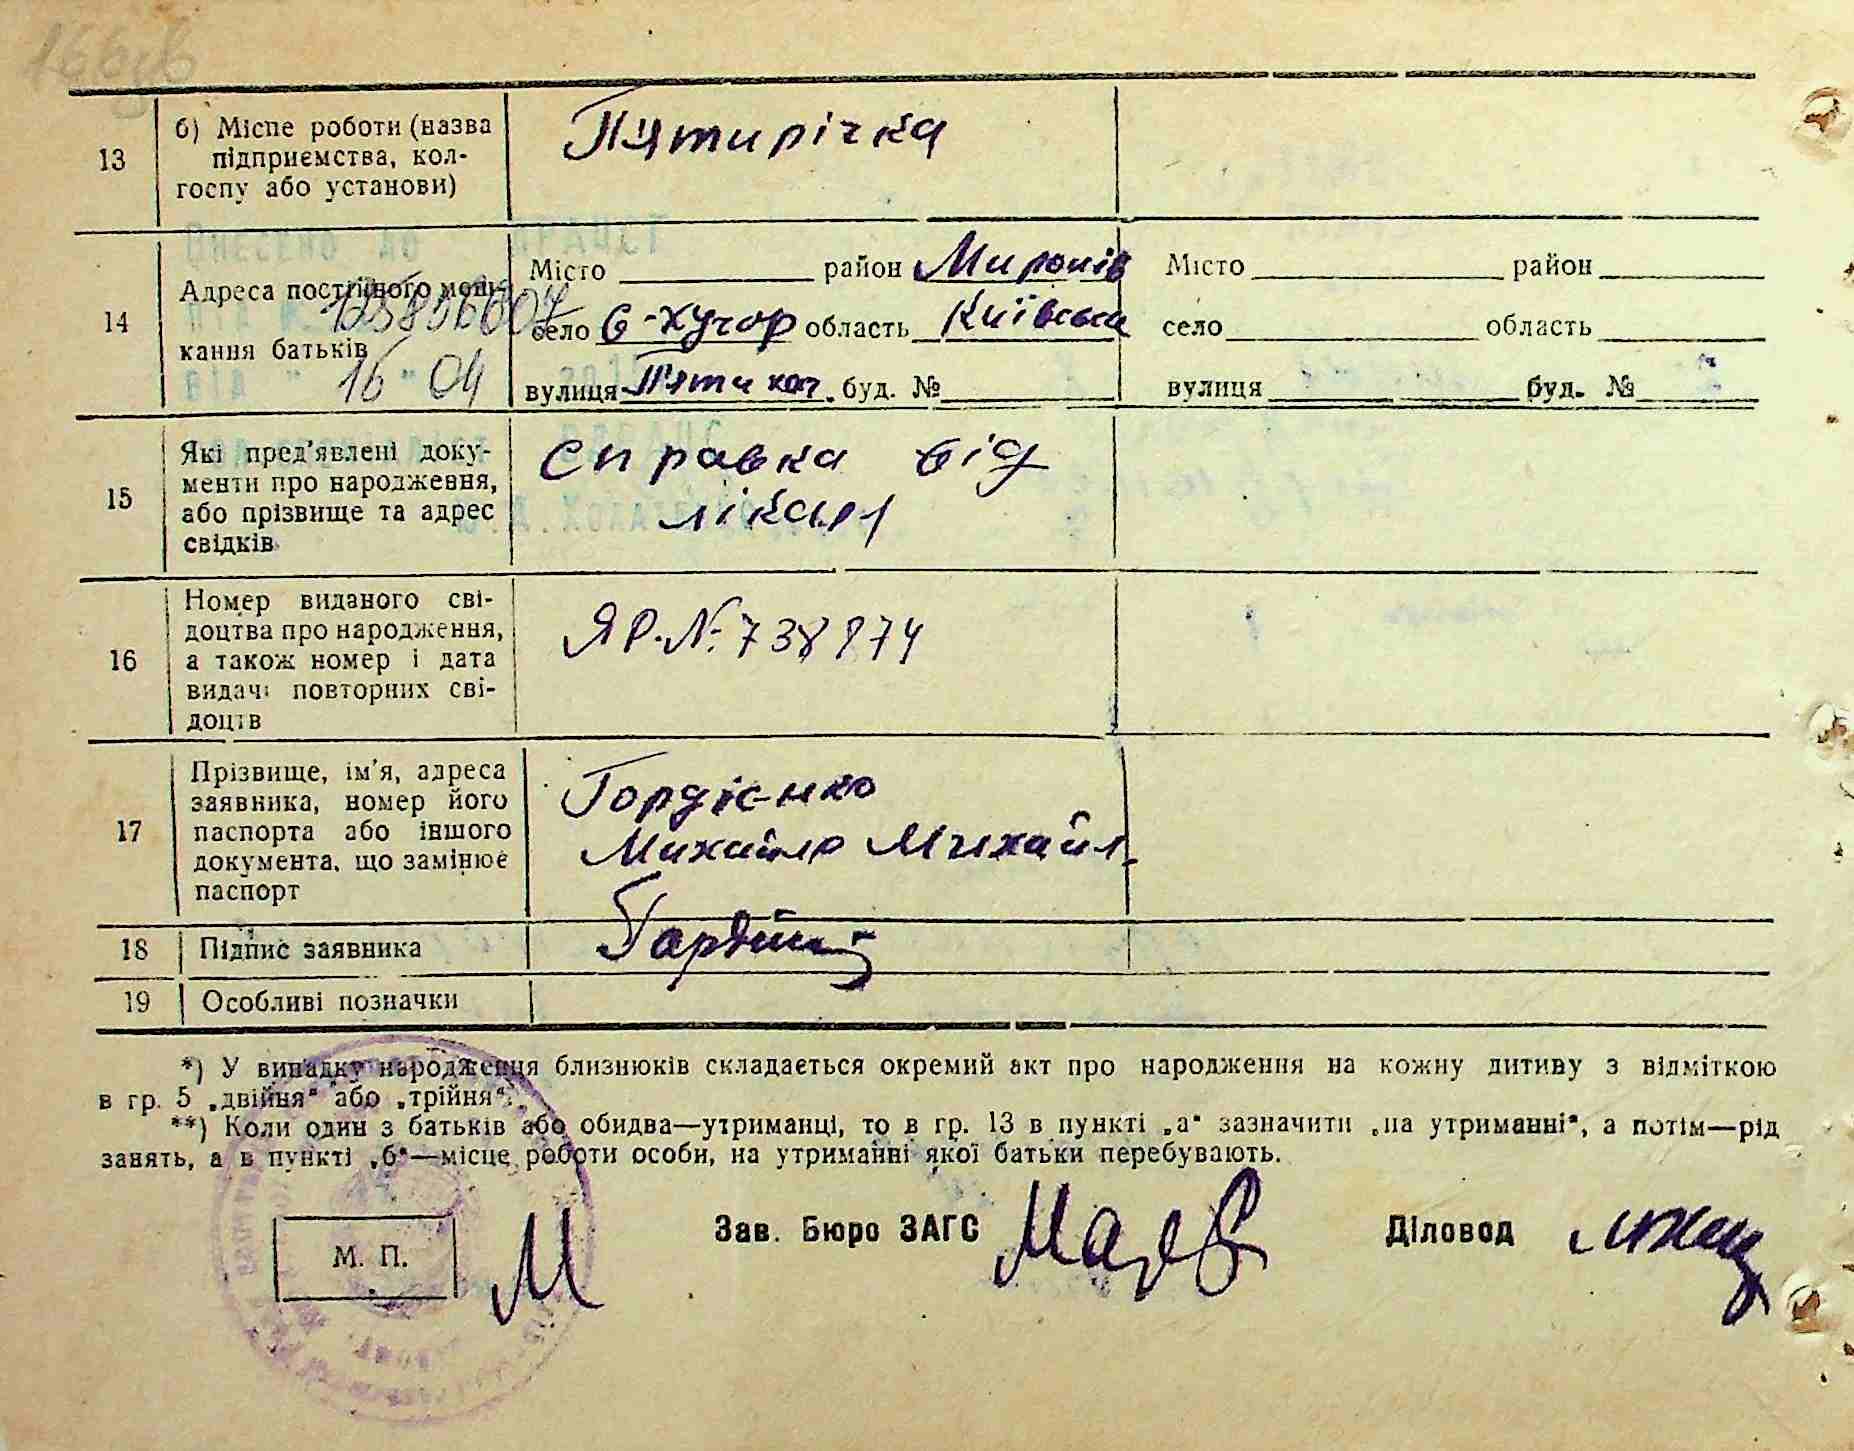 166зв
13
б) Місце роботи (назва
підприємства, кол-
госпу або установи)
Пятирічка
14
Адреса постійного меш-
кання батьків
16 04
Місто район Миронів
село В-Хутор область Київська
вулиця буд. №
Місто район
село область
вулиця буд. №
15
Які пред'явлені доку-
менти про народження,
або прізвище та адрес
свідків
Справка від
лікаря
16
Номер виданого сві-
доцтва про народження,
а також номер і дата
видачі повторних сві-
доцтв
ЯР-№ 738874
17
Прізвище, ім'я, адреса
заявника, номер його
паспорта або іншого
документа, що замінює
паспорт
Гордієнко
Михайло Михайл.
18
Підпис заявника
19
Особливі позначки
*) У випадку народження близнюків складається окремий акт про народження на кожну дитину з відміткою
в гр. 5 „двійня" або „трійня".
**) Коли один з батьків або обидва—утриманці, то в гр. 13 в пункті „а" зазначити „на утриманні", а потім—рід
занять, а в пункті „б"—місце роботи особи, на утриманні якої батьки перебувають.
М. П.
Зав. Бюро ЗАГС
Діловод